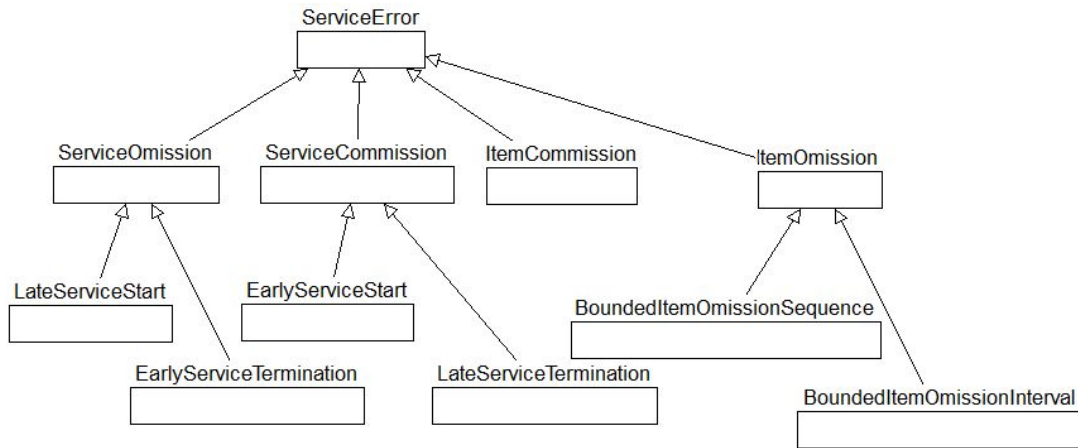 ServiceError
ServiceOmission
ServiceCommission
ItemCommission
ItemOmission
LateServiceStart
EarlyServiceStart
BoundedItemOmissionSequence
EarlyServiceTermination
LateServiceTermination
BoundedItemOmissionInterval